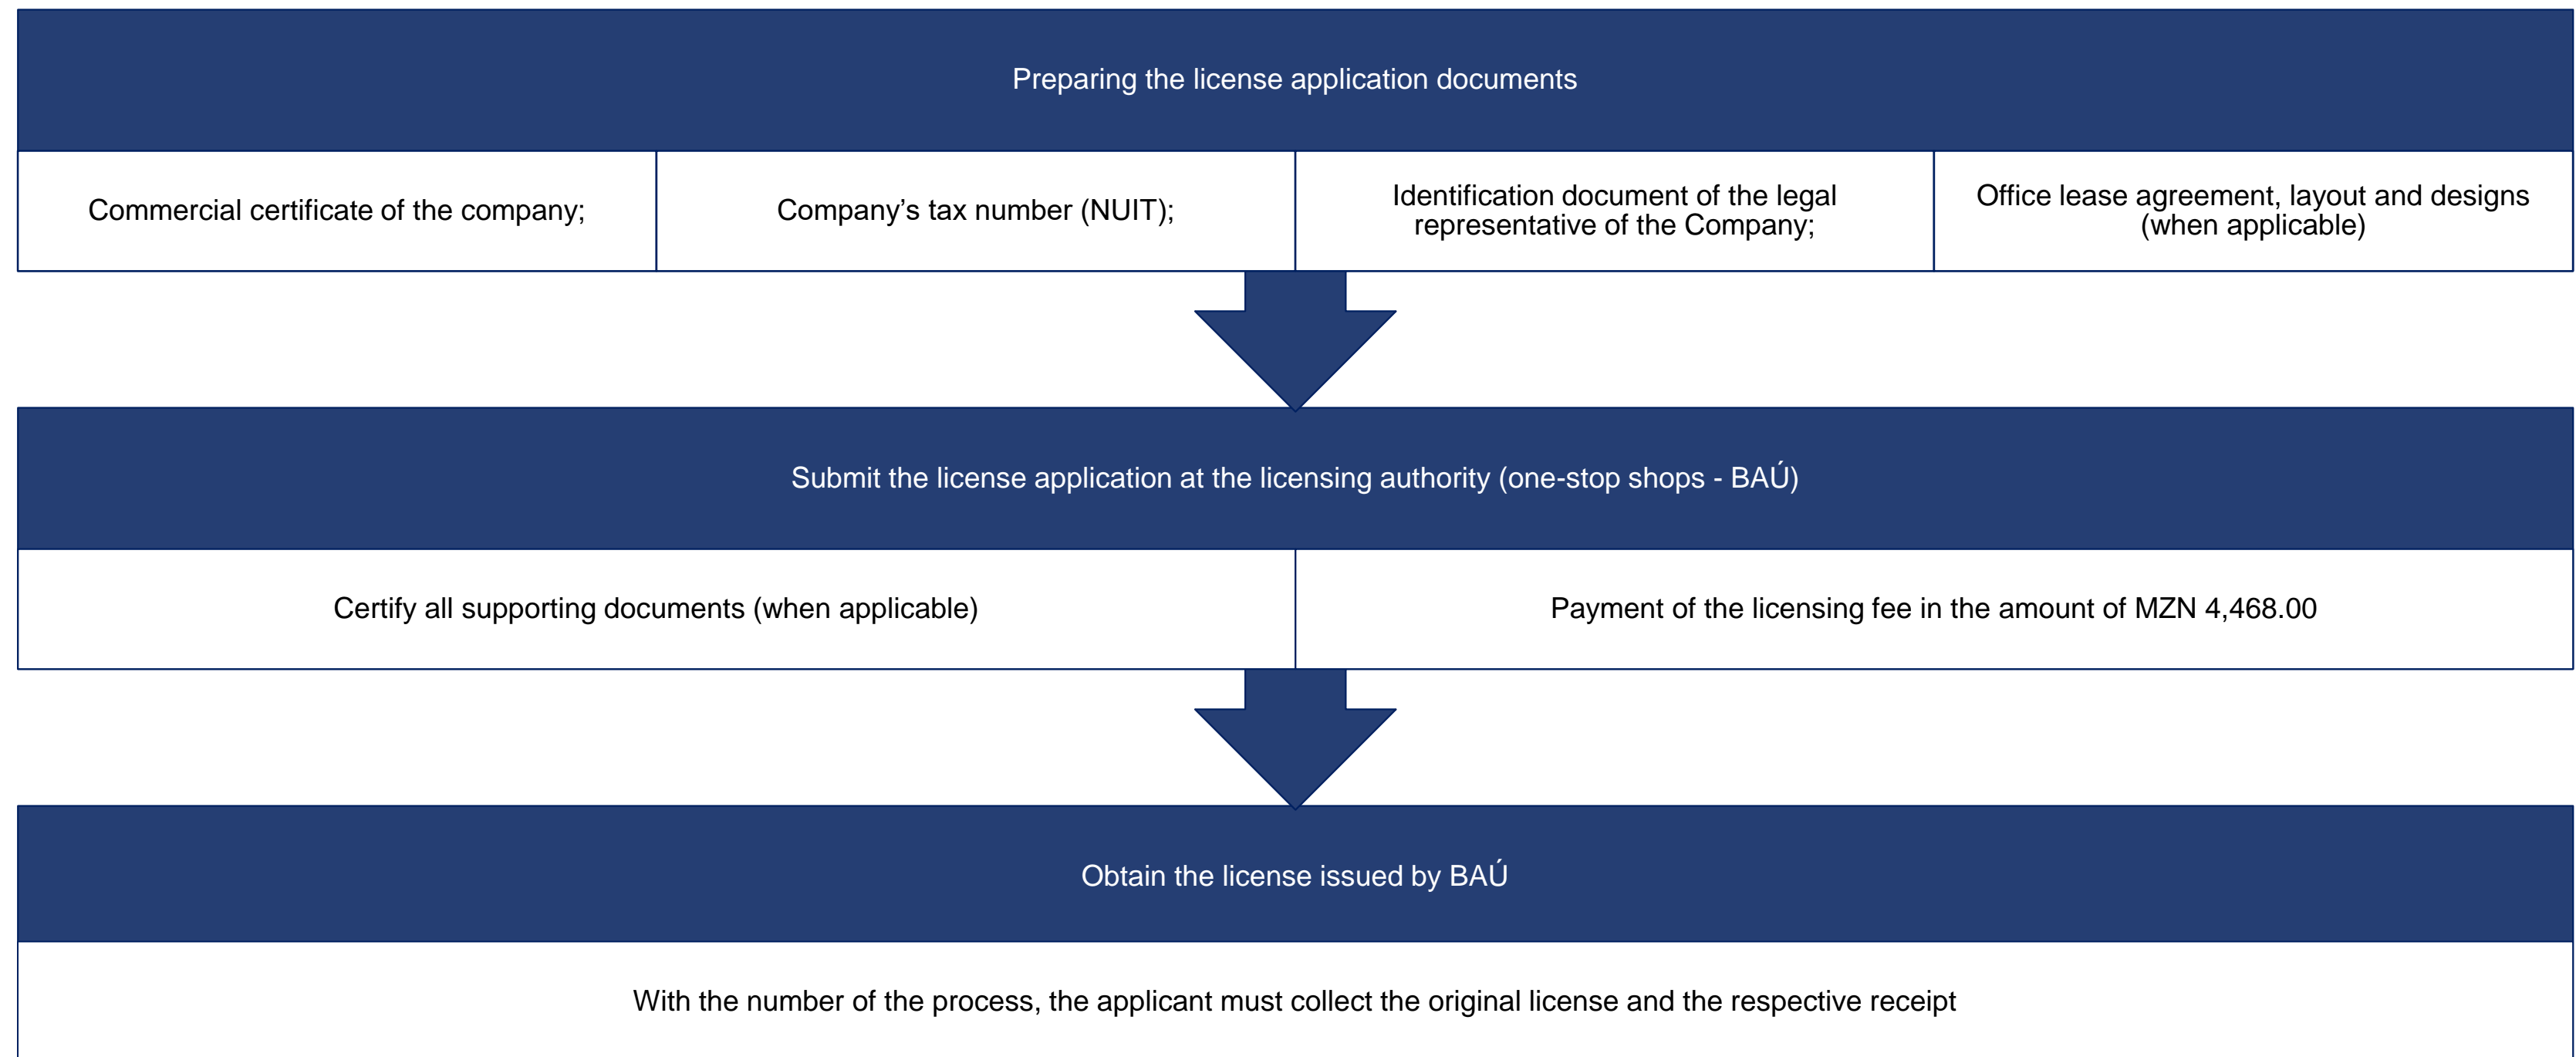 Preparing the license application documents
Commercial certificate of the company;
Company’s tax number (NUIT);
Identification document of the legal
representative of the Company;
Office lease agreement, layout and designs
(when applicable)
Submit the license application at the licensing authority (one-stop shops - BAÚ)
Certify all supporting documents (when applicable)
Payment of the licensing fee in the amount of MZN 4,468.00
Obtain the license issued by BAÚ
With the number of the process, the applicant must collect the original license and the respective receipt